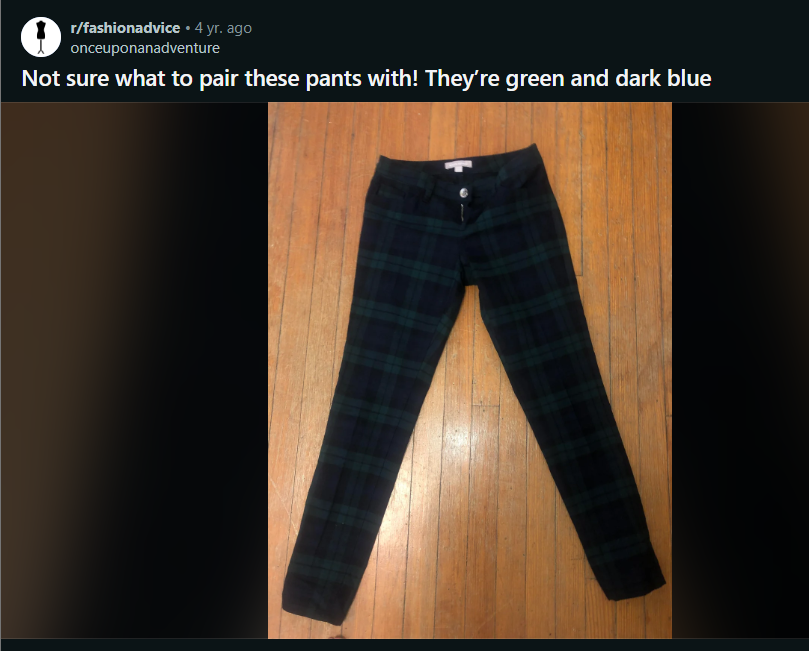 r/fashionadvice • 4 yr. ago
onceuponanadventure
Not sure what to pair these pants with! They're green and dark blue